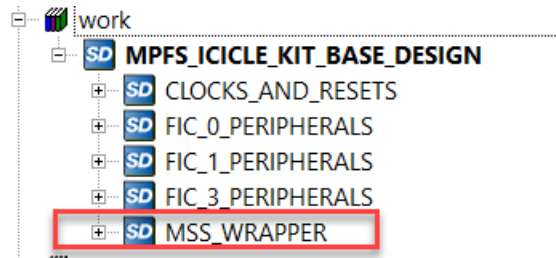 work
SD MPFS_ICICLE_KIT_BASE_DESIGN
SD CLOCKS_AND_RESETS
SD FIC_0_PERIPHERALS
SD FIC_1_PERIPHERALS
SD FIC_3_PERIPHERALS
SD MSS_WRAPPER